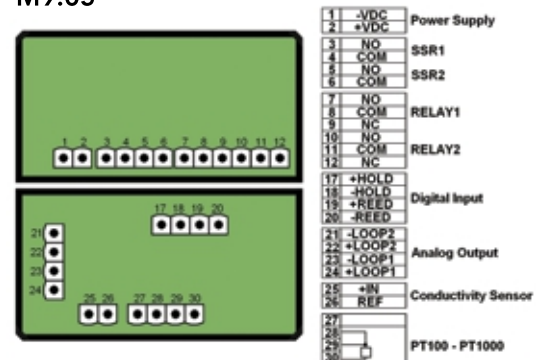 1 2 3 4 5 6 7 8 9 10 11 12
17 18 19 20
21
22
23
24
25 26 27 28 29 30
1 -VDC
2 +VDC
Power Supply
3 NO
4 COM
SSR1
5 NO
6 COM
SSR2
7 NO
8 COM
9 NC
RELAY1
10 NO
11 COM
12 NC
RELAY2
17 +HOLD
18 -HOLD
19 +REED
20 -REED
Digital Input
21 -LOOP2
22 +LOOP2
23 -LOOP1
24 +LOOP1
Analog Output
25 +IN
26 REF
Conductivity Sensor
27
28
29
30
PT100 - PT1000